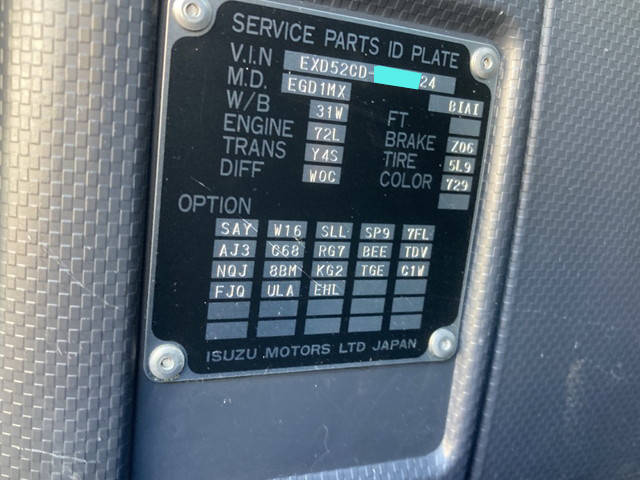 SERVICE PARTS ID PLATE
V.I.N EXD52CD- 24
M.D. EGD1MX 8IAI
W/B 31W FT
ENGINE 72L BRAKE Z06
TRANS Y4S TIRE 5L9
DIFF W0C COLOR 729
OPTION
SAY W16 SLL SP9 7FL
AJ3 G68 RG7 BEE TDV
NQJ 8BM KG2 TGE C1W
FJQ ULA EHL
ISUZU MOTORS LTD JAPAN